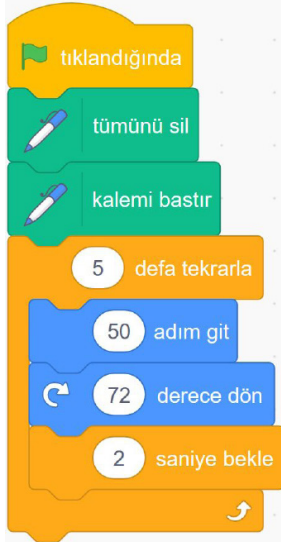 tıklandığında
tümünü sil
kalemi bastır
5 defa tekrarla
50 adım git
72 derece dön
2 saniye bekle